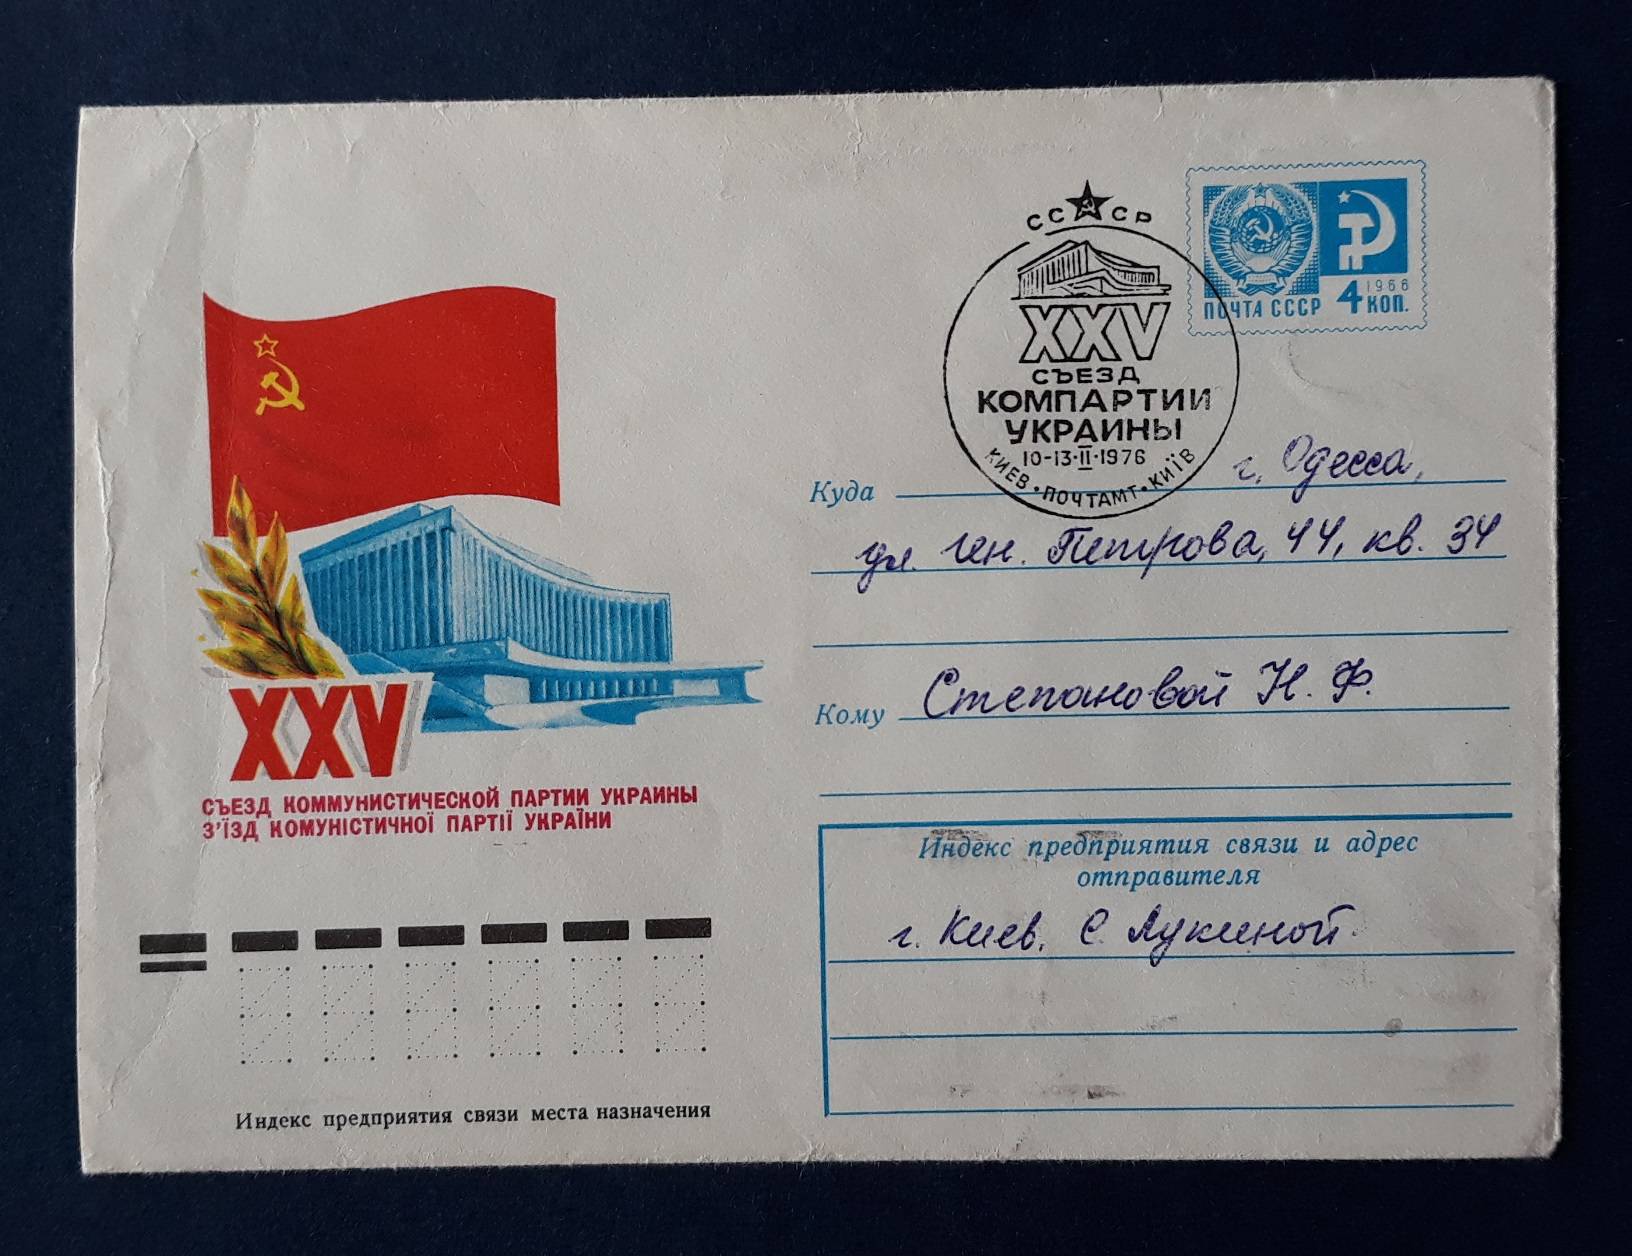 СССР
XXV
СЪЕЗД
КОМПАРТИИ
УКРАИНЫ
10-13·II·1976
КИЕВ·ПОЧТАМТ·КИЇВ
ПОЧТА СССР 4 1966 КОП.
Куда г. Одесса,
ул. Ген. Петрова, 44, кв. 34
Кому Степановой Н. Ф.
XXV
СЪЕЗД КОММУНИСТИЧЕСКОЙ ПАРТИИ УКРАИНЫ
З'ЇЗД КОМУНІСТИЧНОЇ ПАРТІЇ УКРАЇНИ
Индекс предприятия связи и адрес
отправителя
г. Киев. С. Лукиной
Индекс предприятия связи места назначения